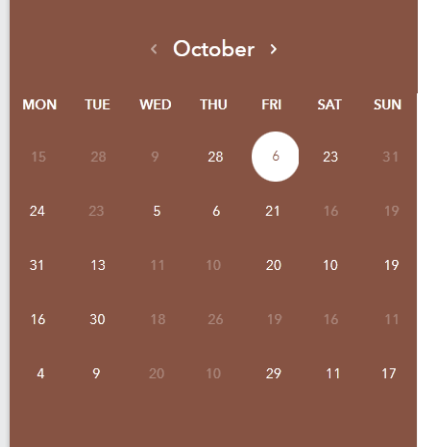 ‹ October ›
MON TUE WED THU FRI SAT SUN
15 28 9 28 6 23 31
24 23 5 6 21 16 19
31 13 11 10 20 10 19
16 30 18 26 19 16 11
4 9 20 10 29 11 17